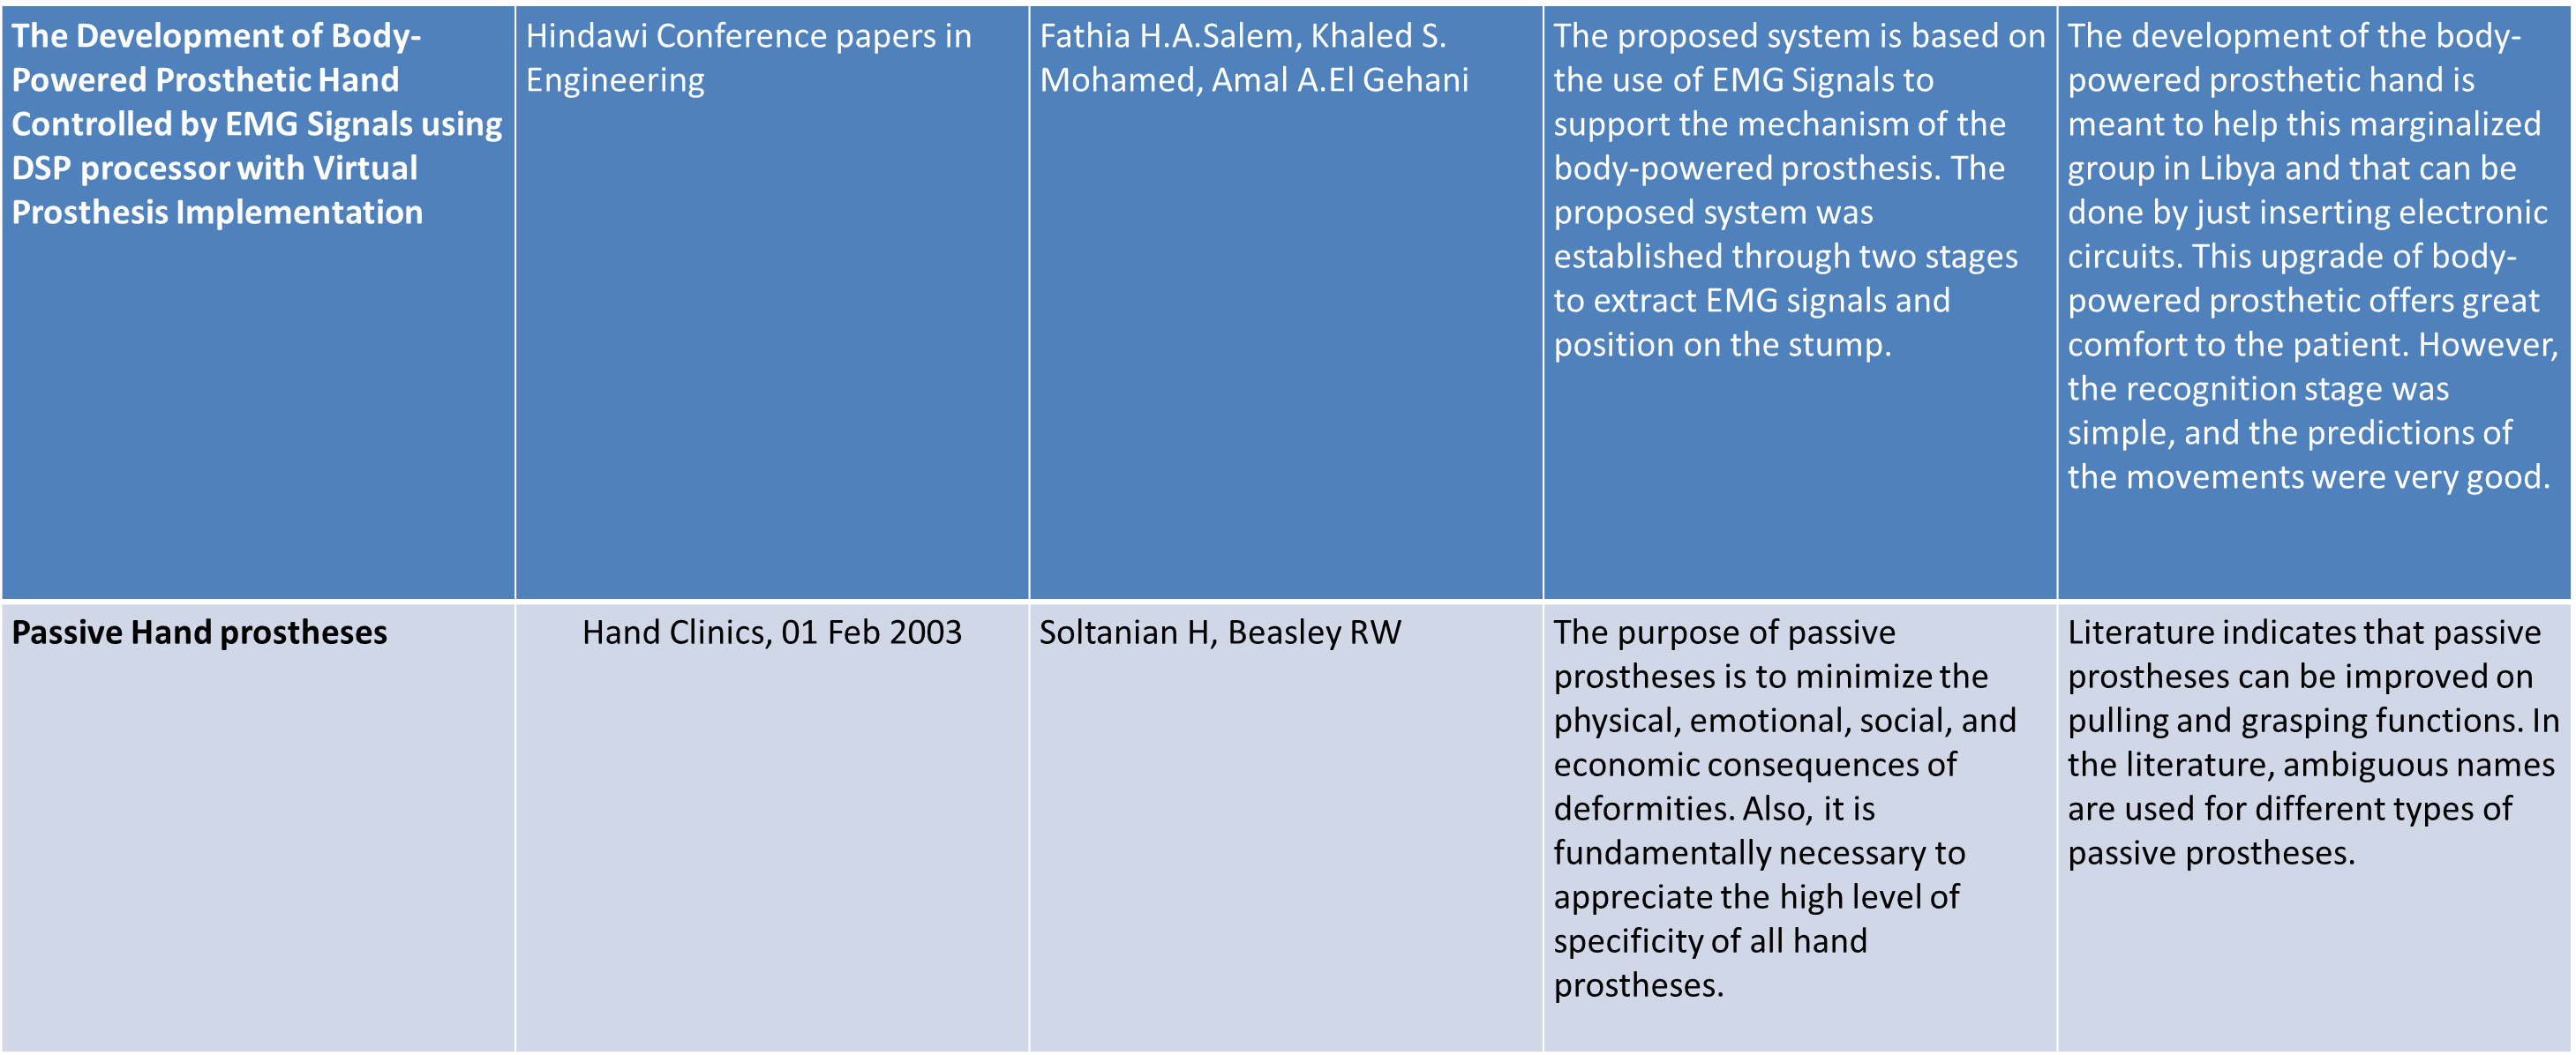 The Development of Body-
Powered Prosthetic Hand
Controlled by EMG Signals using
DSP processor with Virtual
Prosthesis Implementation
Hindawi Conference papers in
Engineering
Fathia H.A.Salem, Khaled S.
Mohamed, Amal A.El Gehani
The proposed system is based on
the use of EMG Signals to
support the mechanism of the
body-powered prosthesis. The
proposed system was
established through two stages
to extract EMG signals and
position on the stump.
The development of the body-
powered prosthetic hand is
meant to help this marginalized
group in Libya and that can be
done by just inserting electronic
circuits. This upgrade of body-
powered prosthetic offers great
comfort to the patient. However,
the recognition stage was
simple, and the predictions of
the movements were very good.
Passive Hand prostheses
Hand Clinics, 01 Feb 2003
Soltanian H, Beasley RW
The purpose of passive
prostheses is to minimize the
physical, emotional, social, and
economic consequences of
deformities. Also, it is
fundamentally necessary to
appreciate the high level of
specificity of all hand
prostheses.
Literature indicates that passive
prostheses can be improved on
pulling and grasping functions. In
the literature, ambiguous names
are used for different types of
passive prostheses.